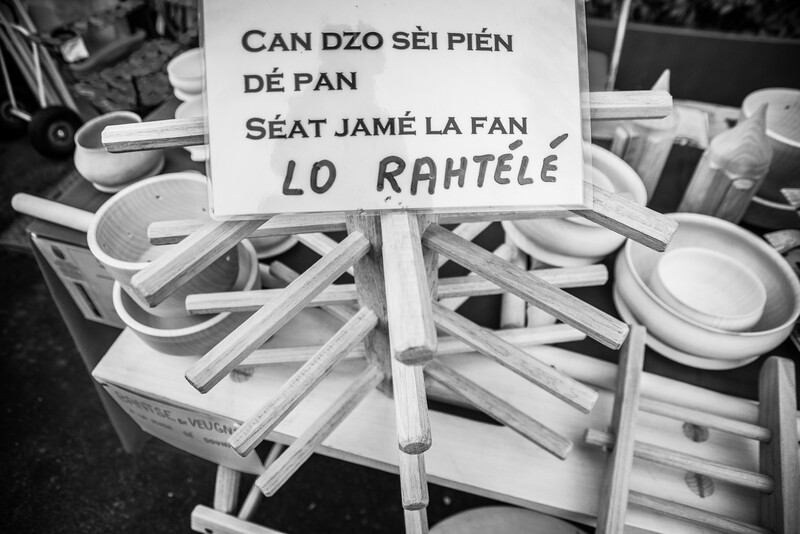 CAN DZO SÈI PIÉN
DÉ PAN
SÉAT JAMÉ LA FAN
LO RAHTÉLÉ